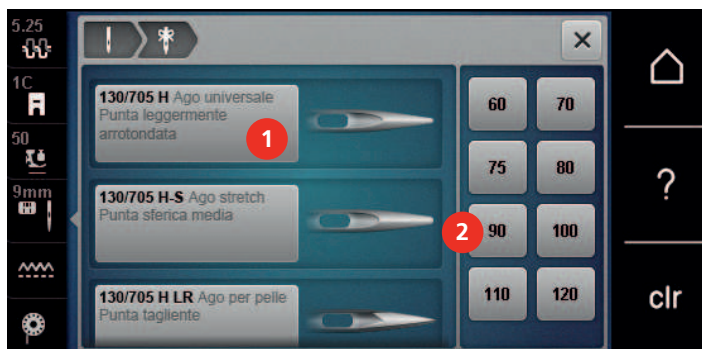 5.25
1C
50
9mm
130/705 H Ago universale
Punta leggermente
arrotondata
1
130/705 H-S Ago stretch
Punta sferica media
130/705 H LR Ago per pelle
Punta tagliente
60 70
75 80
2
90 100
110 120
?
clr